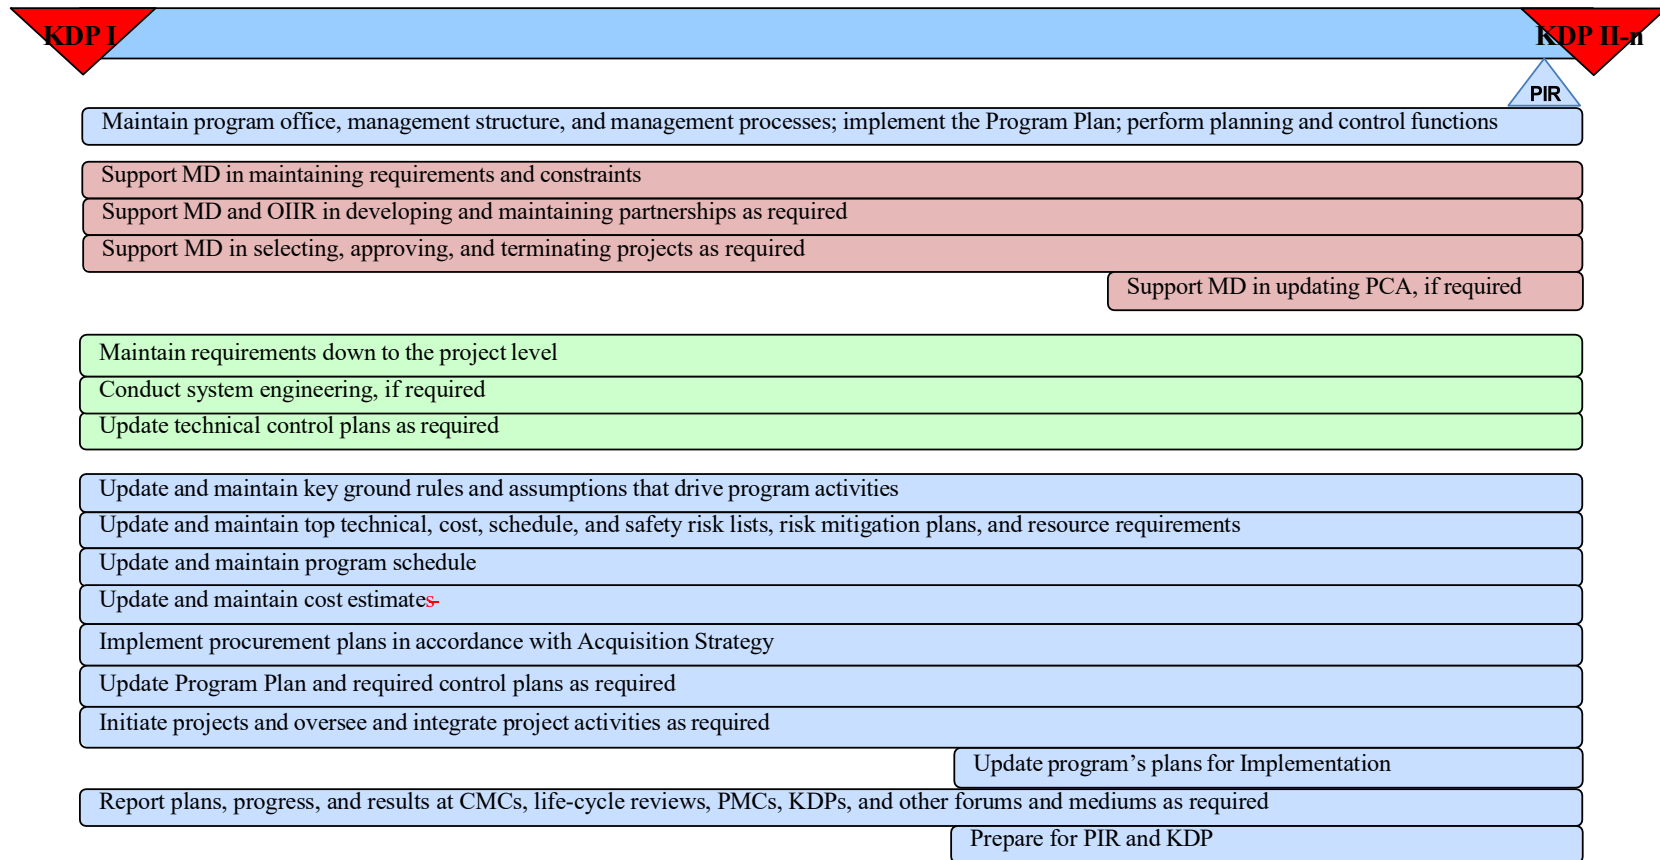 KDP I
KDP II-n
PIR
Maintain program office, management structure, and management processes; implement the Program Plan; perform planning and control functions
Support MD in maintaining requirements and constraints
Support MD and OIIR in developing and maintaining partnerships as required
Support MD in selecting, approving, and terminating projects as required
Support MD in updating PCA, if required
Maintain requirements down to the project level
Conduct system engineering, if required
Update technical control plans as required
Update and maintain key ground rules and assumptions that drive program activities
Update and maintain top technical, cost, schedule, and safety risk lists, risk mitigation plans, and resource requirements
Update and maintain program schedule
Update and maintain cost estimates
Implement procurement plans in accordance with Acquisition Strategy
Update Program Plan and required control plans as required
Initiate projects and oversee and integrate project activities as required
Update program’s plans for Implementation
Report plans, progress, and results at CMCs, life-cycle reviews, PMCs, KDPs, and other forums and mediums as required
Prepare for PIR and KDP